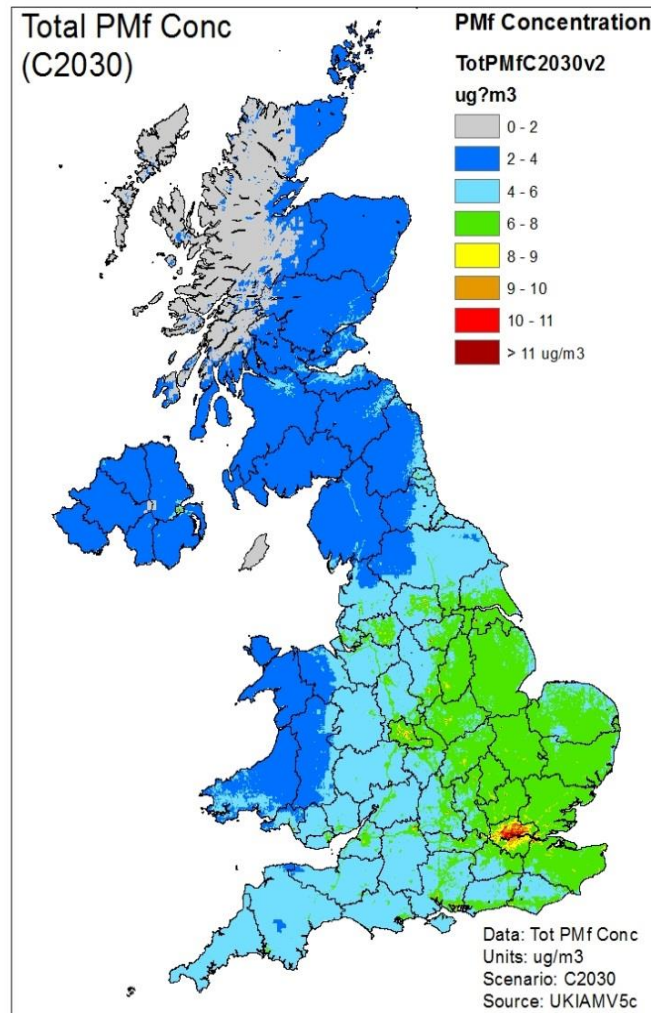 Total PMf Conc
(C2030)
PMf Concentration
TotPMfC2030v2
ug?m3
0 - 2
2 - 4
4 - 6
6 - 8
8 - 9
9 - 10
10 - 11
> 11 ug/m3
Data: Tot PMf Conc
Units: ug/m3
Scenario: C2030
Source: UKIAMV5c